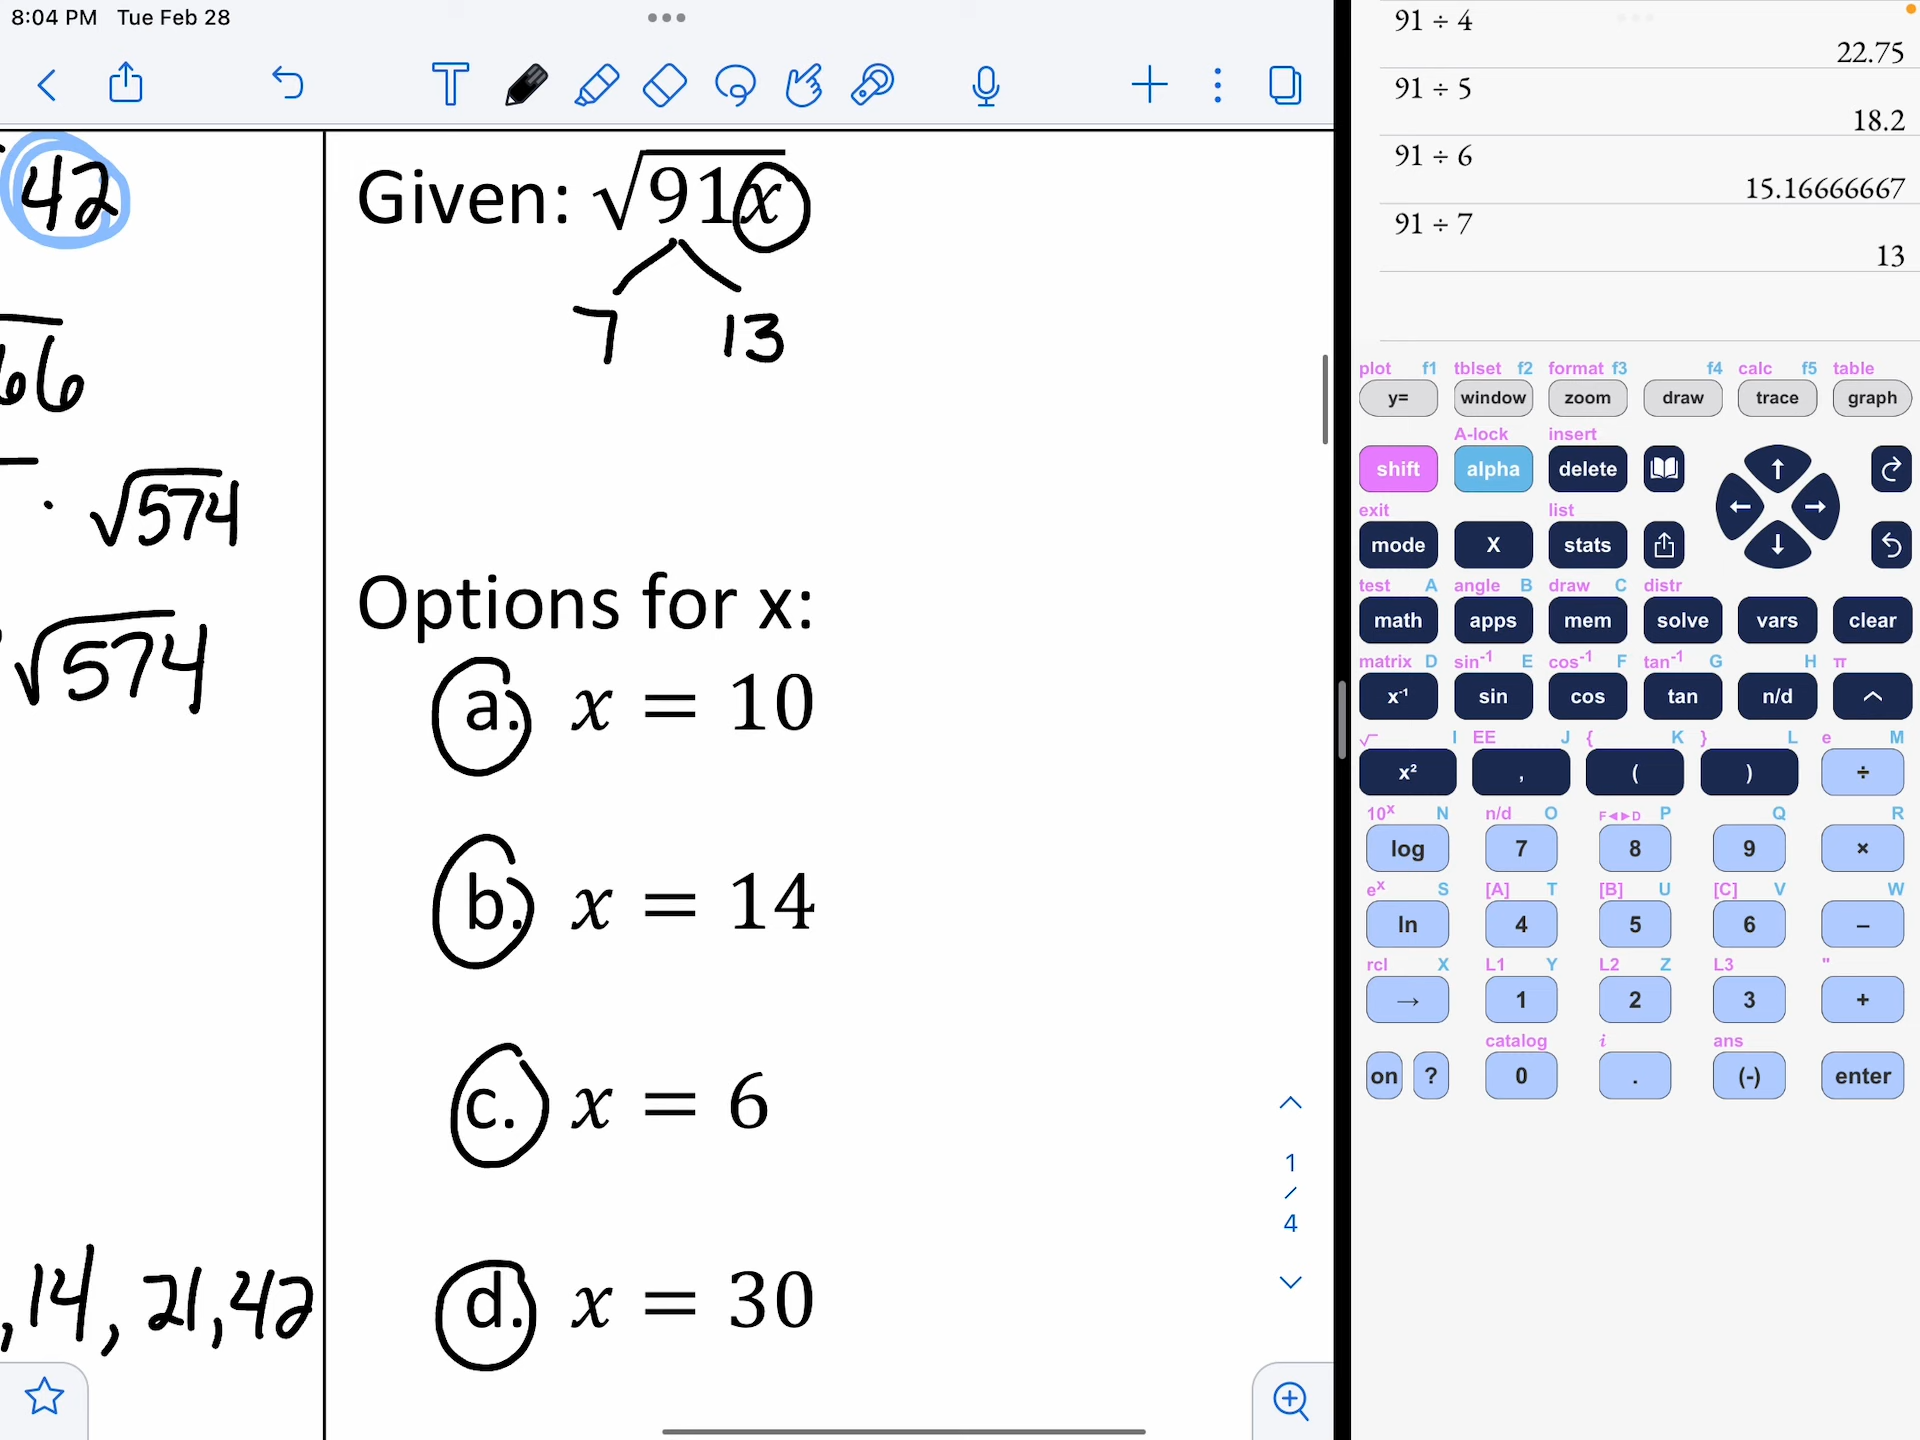 8:04 PM Tue Feb 28
T
42
Given: √91x
7 13
66
· √574
√574
Options for x:
a. x = 10
b. x = 14
c. x = 6
d. x = 30
, 14, 21, 42
1
/
4
91 ÷ 4
22.75
91 ÷ 5
18.2
91 ÷ 6
15.16666667
91 ÷ 7
13
plot f1 tblset f2 format f3 f4 calc f5 table
y= window zoom draw trace graph
A-lock insert
shift alpha delete
exit list
mode X stats
test A angle B draw C distr
math apps mem solve vars clear
matrix D sin⁻¹ E cos⁻¹ F tan⁻¹ G H π
x⁻¹ sin cos tan n/d ^
√ I EE J { K } L e M
x² , ( ) ÷
10ˣ N n/d O F◄►D P Q R
log 7 8 9 ×
eˣ S [A] T [B] U [C] V W
ln 4 5 6 −
rcl X L1 Y L2 Z L3 "
→ 1 2 3 +
catalog i ans
on ? 0 . (-) enter